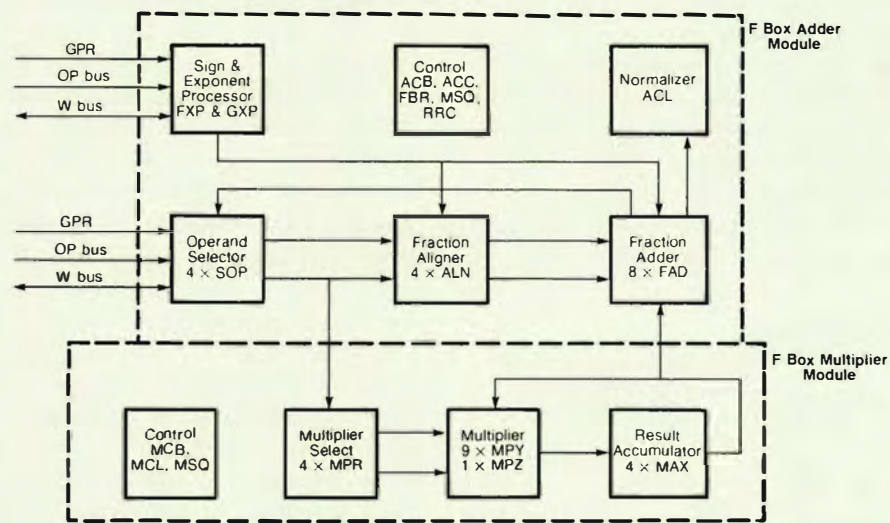 F Box Adder
Module
GPR
OP bus
W bus
Sign &
Exponent
Processor
FXP & GXP
Control
ACB, ACC,
FBR, MSQ,
RRC
Normalizer
ACL
GPR
OP bus
W bus
Operand
Selector
4 × SOP
Fraction
Aligner
4 × ALN
Fraction
Adder
8 × FAD
F Box Multiplier
Module
Control
MCB,
MCL, MSQ
Multiplier
Select
4 × MPR
Multiplier
9 × MPY
1 × MPZ
Result
Accumulator
4 × MAX